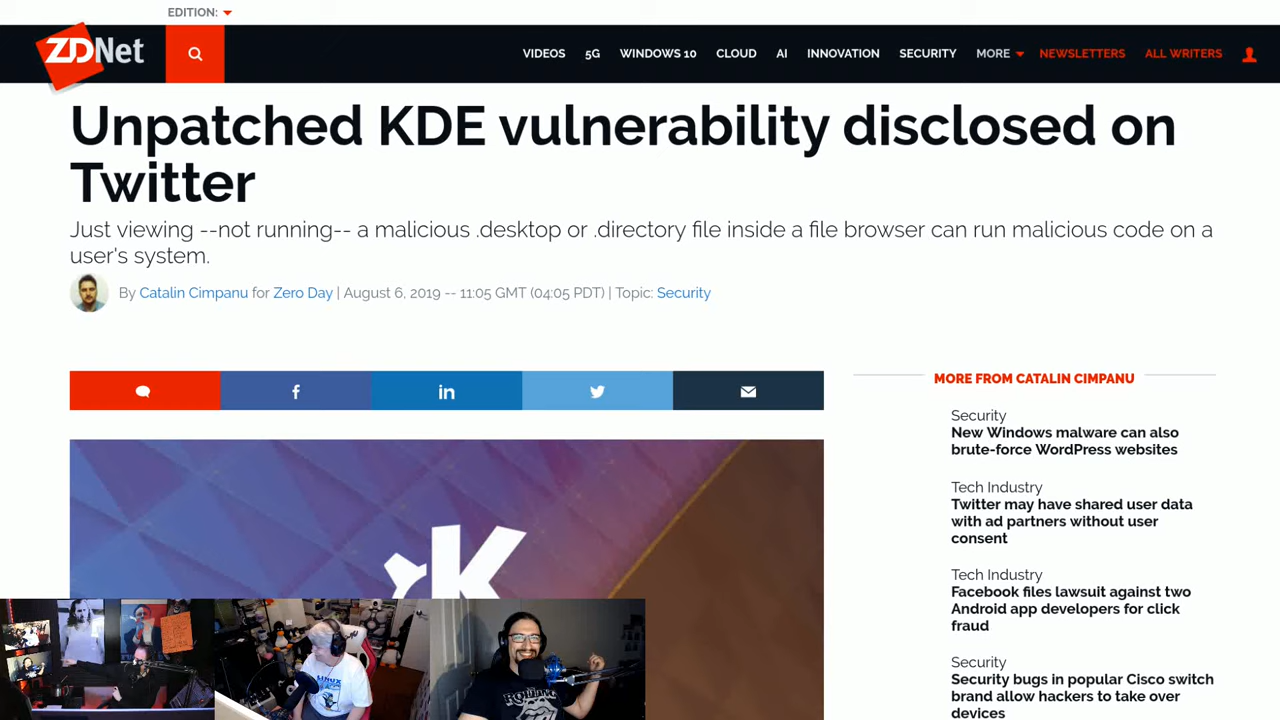 EDITION:
ZDNet
VIDEOS 5G WINDOWS 10 CLOUD AI INNOVATION SECURITY MORE NEWSLETTERS ALL WRITERS
Unpatched KDE vulnerability disclosed on
Twitter
Just viewing --not running-- a malicious .desktop or .directory file inside a file browser can run malicious code on a
user's system.
By Catalin Cimpanu for Zero Day | August 6, 2019 -- 11:05 GMT (04:05 PDT) | Topic: Security
MORE FROM CATALIN CIMPANU
Security
New Windows malware can also
brute-force WordPress websites
Tech Industry
Twitter may have shared user data
with ad partners without user
consent
Tech Industry
Facebook files lawsuit against two
Android app developers for click
fraud
Security
Security bugs in popular Cisco switch
brand allow hackers to take over
devices
K
LINUX
ROLLING